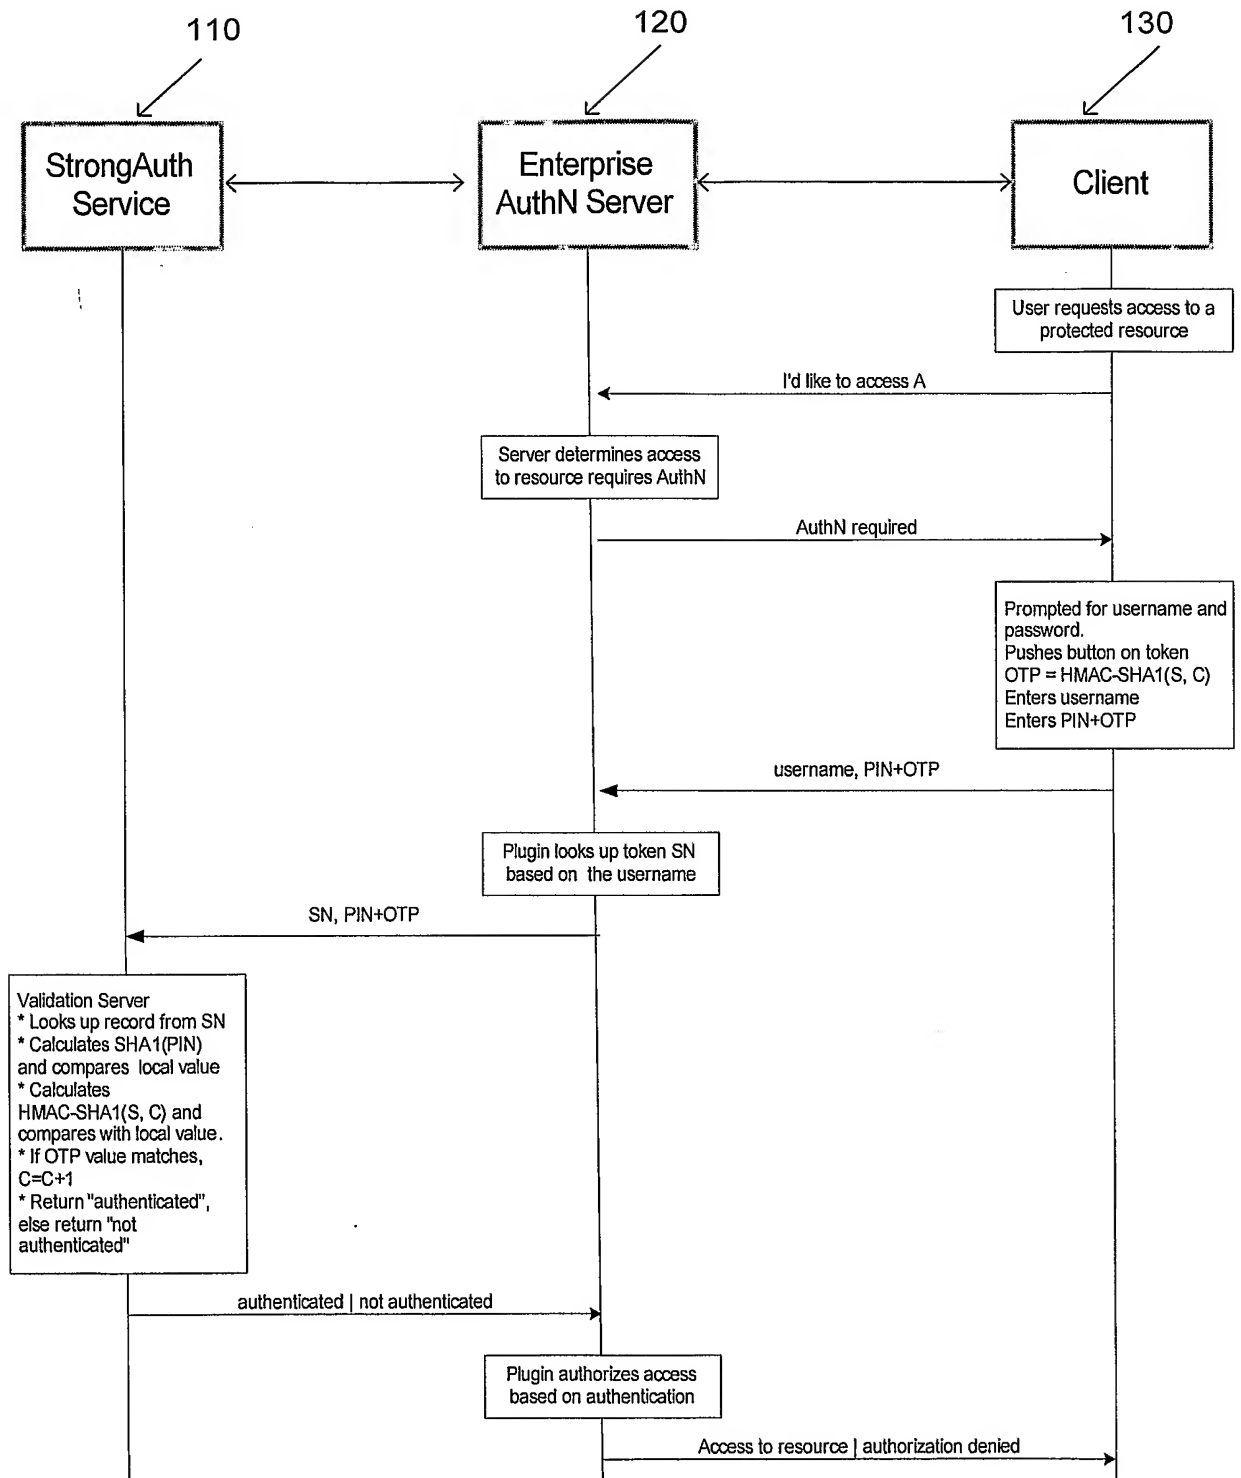 110
120
130
StrongAuth
Service
Enterprise
AuthN Server
Client
User requests access to a
protected resource
I'd like to access A
Server determines access
to resource requires AuthN
AuthN required
Prompted for username and
password.
Pushes button on token
OTP = HMAC-SHA1(S, C)
Enters username
Enters PIN+OTP
username, PIN+OTP
Plugin looks up token SN
based on the username
SN, PIN+OTP
Validation Server
* Looks up record from SN
* Calculates SHA1(PIN)
and compares local value
* Calculates
HMAC-SHA1(S, C) and
compares with local value.
* If OTP value matches,
C=C+1
* Return "authenticated",
else return "not
authenticated"
authenticated | not authenticated
Plugin authorizes access
based on authentication
Access to resource | authorization denied